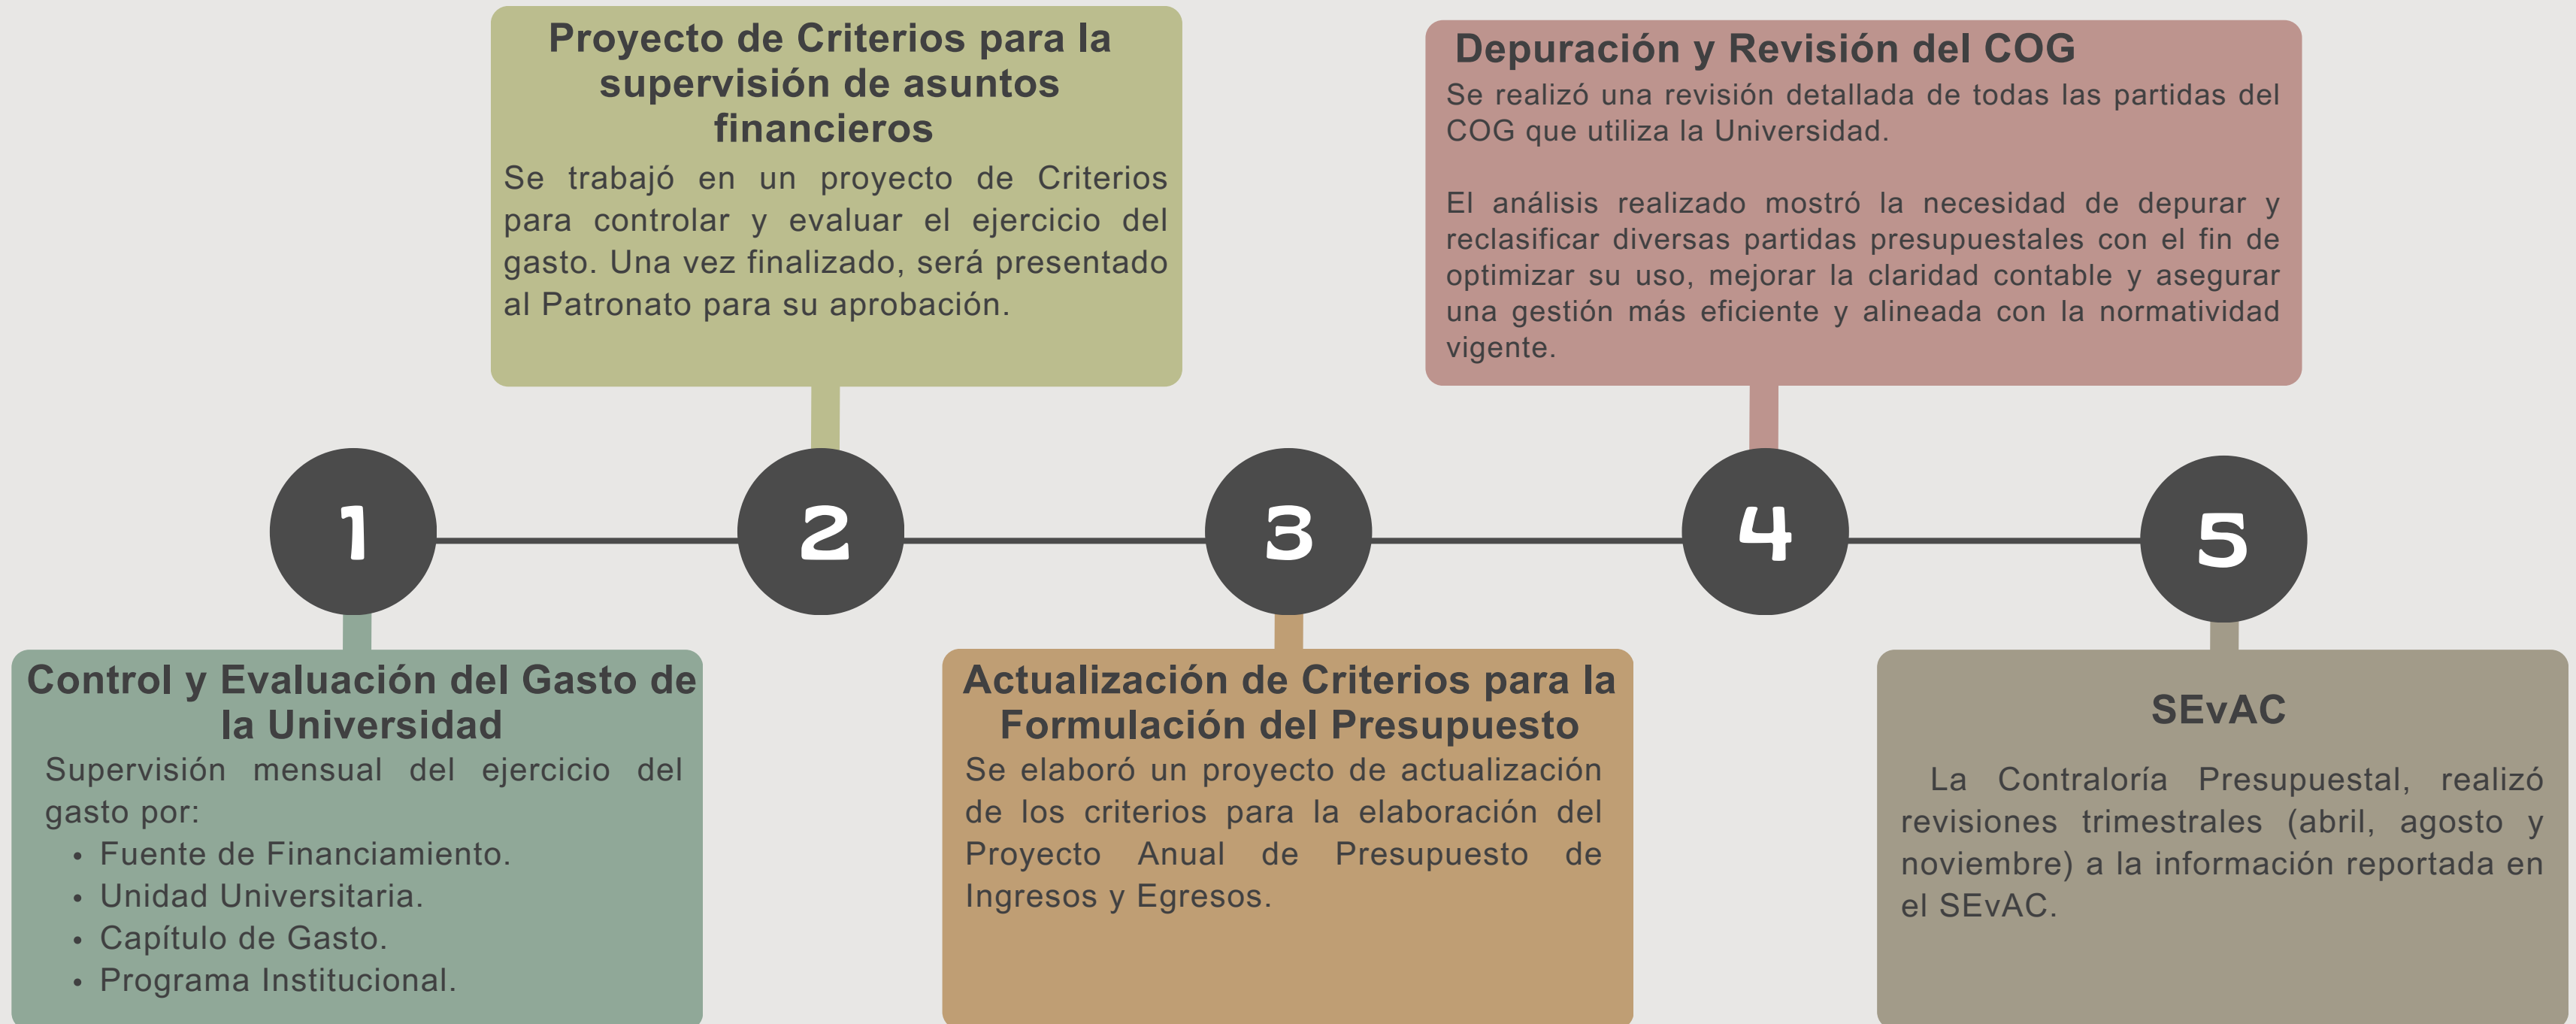 1
Control y Evaluación del Gasto de
la Universidad
Supervisión mensual del ejercicio del
gasto por:
• Fuente de Financiamiento.
• Unidad Universitaria.
• Capítulo de Gasto.
• Programa Institucional.
2
Proyecto de Criterios para la
supervisión de asuntos
financieros
Se trabajó en un proyecto de Criterios
para controlar y evaluar el ejercicio del
gasto. Una vez finalizado, será presentado
al Patronato para su aprobación.
3
Actualización de Criterios para la
Formulación del Presupuesto
Se elaboró un proyecto de actualización
de los criterios para la elaboración del
Proyecto Anual de Presupuesto de
Ingresos y Egresos.
4
Depuración y Revisión del COG
Se realizó una revisión detallada de todas las partidas del
COG que utiliza la Universidad.
El análisis realizado mostró la necesidad de depurar y
reclasificar diversas partidas presupuestales con el fin de
optimizar su uso, mejorar la claridad contable y asegurar
una gestión más eficiente y alineada con la normatividad
vigente.
5
SEvAC
La Contraloría Presupuestal, realizó
revisiones trimestrales (abril, agosto y
noviembre) a la información reportada en
el SEvAC.